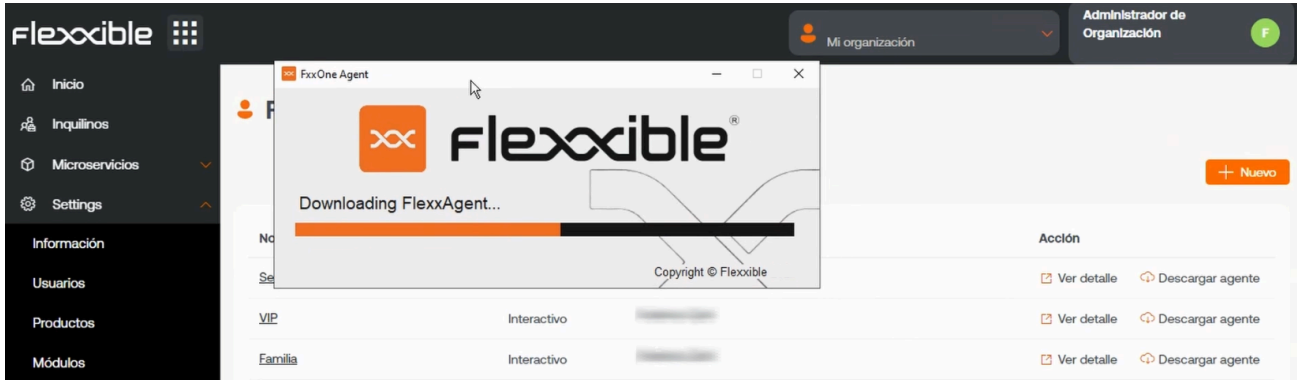 Flexxible
Mi organización
Administrador de
Organización
F
Inicio
Inquilinos
Microservicios
Settings
Información
Usuarios
Productos
Módulos
FxxOne Agent
Flexxible®
Downloading FlexxAgent...
Copyright © Flexxible
+ Nuevo
Acción
Ver detalle Descargar agente
VIP Interactivo Ver detalle Descargar agente
Familia Interactivo Ver detalle Descargar agente